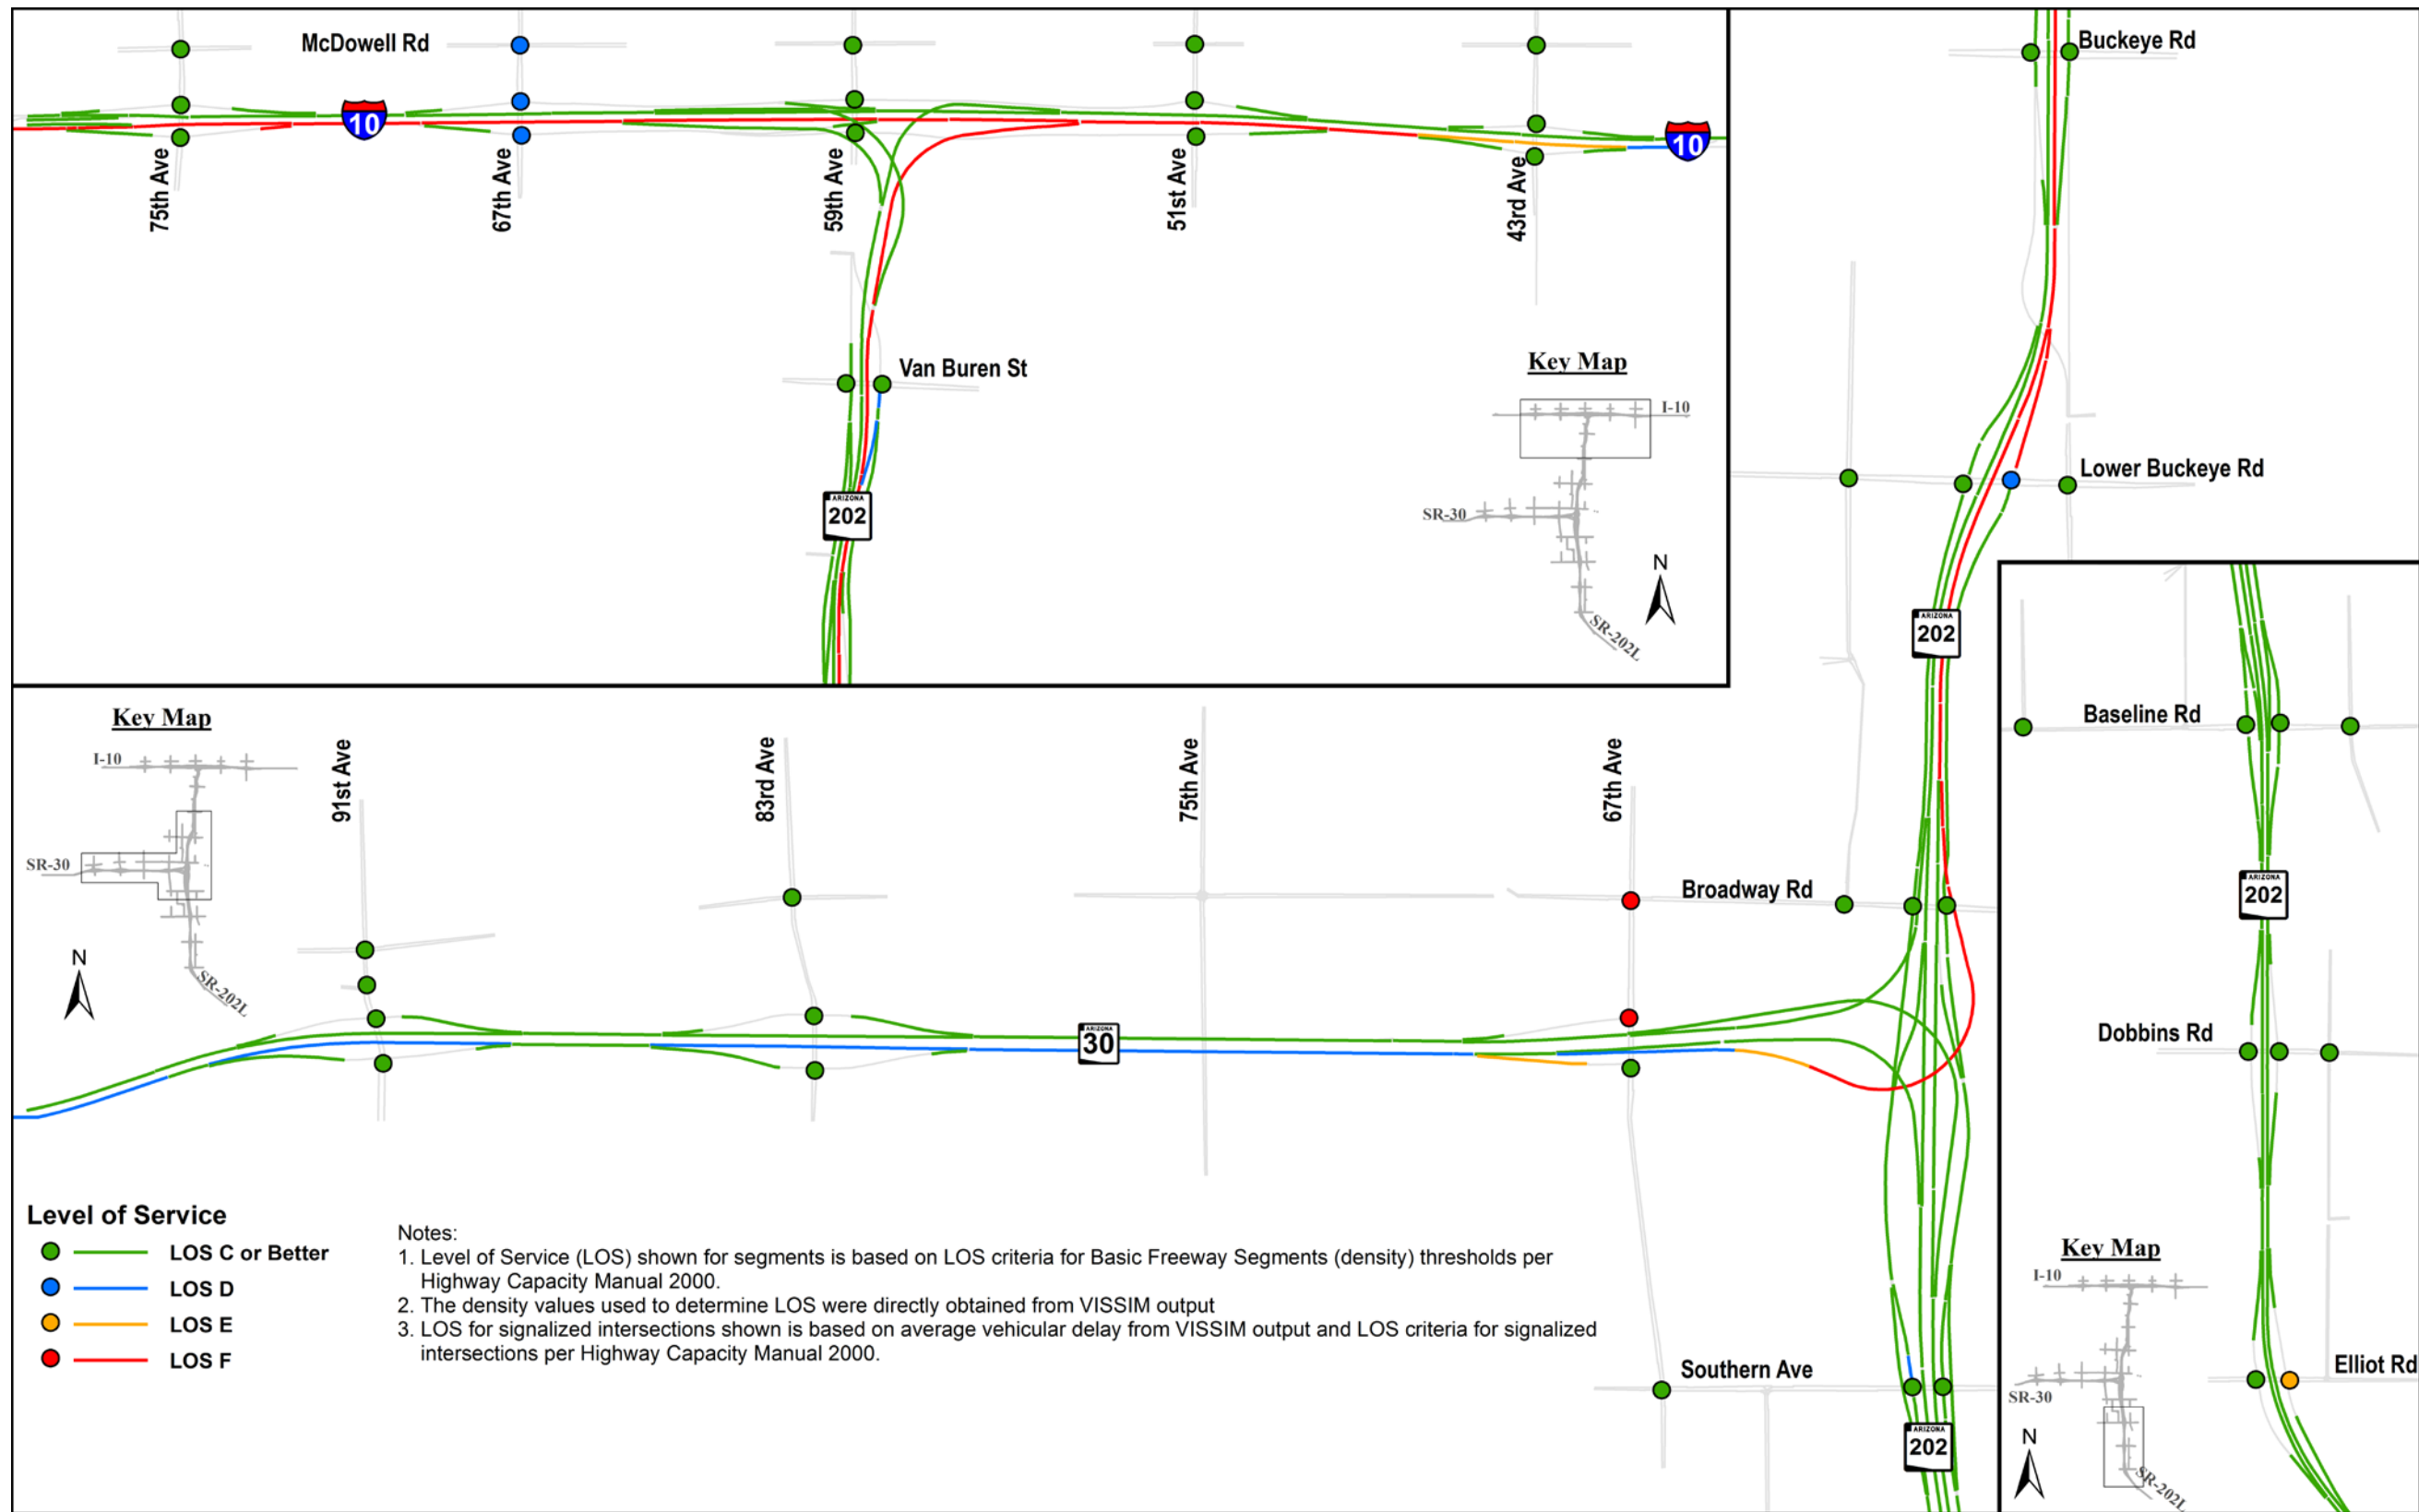 McDowell Rd
10
10
75th Ave
67th Ave
59th Ave
51st Ave
43rd Ave
Van Buren St
ARIZONA
202
Key Map
I-10
SR-30
N
SR-202L
Buckeye Rd
Lower Buckeye Rd
ARIZONA
202
Key Map
I-10
SR-30
N
SR-202L
91st Ave
83rd Ave
75th Ave
67th Ave
Broadway Rd
ARIZONA
30
Southern Ave
ARIZONA
202
Baseline Rd
ARIZONA
202
Dobbins Rd
Elliot Rd
Key Map
I-10
SR-30
N
SR-202L
Level of Service
LOS C or Better
LOS D
LOS E
LOS F
Notes:
1. Level of Service (LOS) shown for segments is based on LOS criteria for Basic Freeway Segments (density) thresholds per
Highway Capacity Manual 2000.
2. The density values used to determine LOS were directly obtained from VISSIM output
3. LOS for signalized intersections shown is based on average vehicular delay from VISSIM output and LOS criteria for signalized
intersections per Highway Capacity Manual 2000.